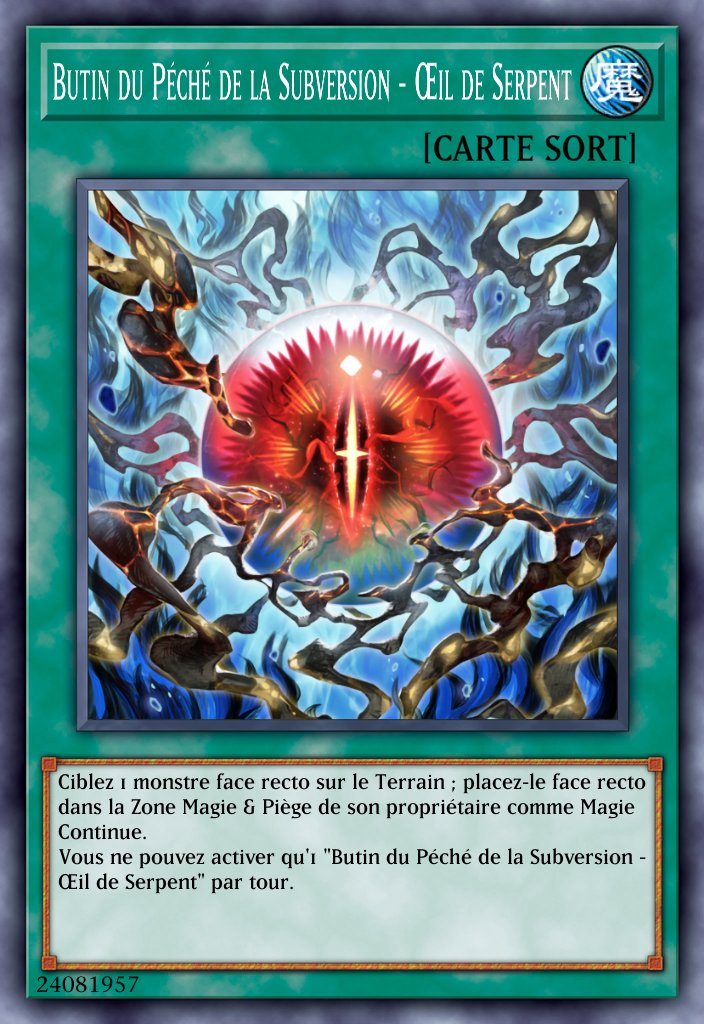 Butin du Péché de la Subversion - Œil de Serpent
魔
[CARTE SORT]
Ciblez 1 monstre face recto sur le Terrain ; placez-le face recto
dans la Zone Magie & Piège de son propriétaire comme Magie
Continue.
Vous ne pouvez activer qu'1 "Butin du Péché de la Subversion -
Œil de Serpent" par tour.
24081957